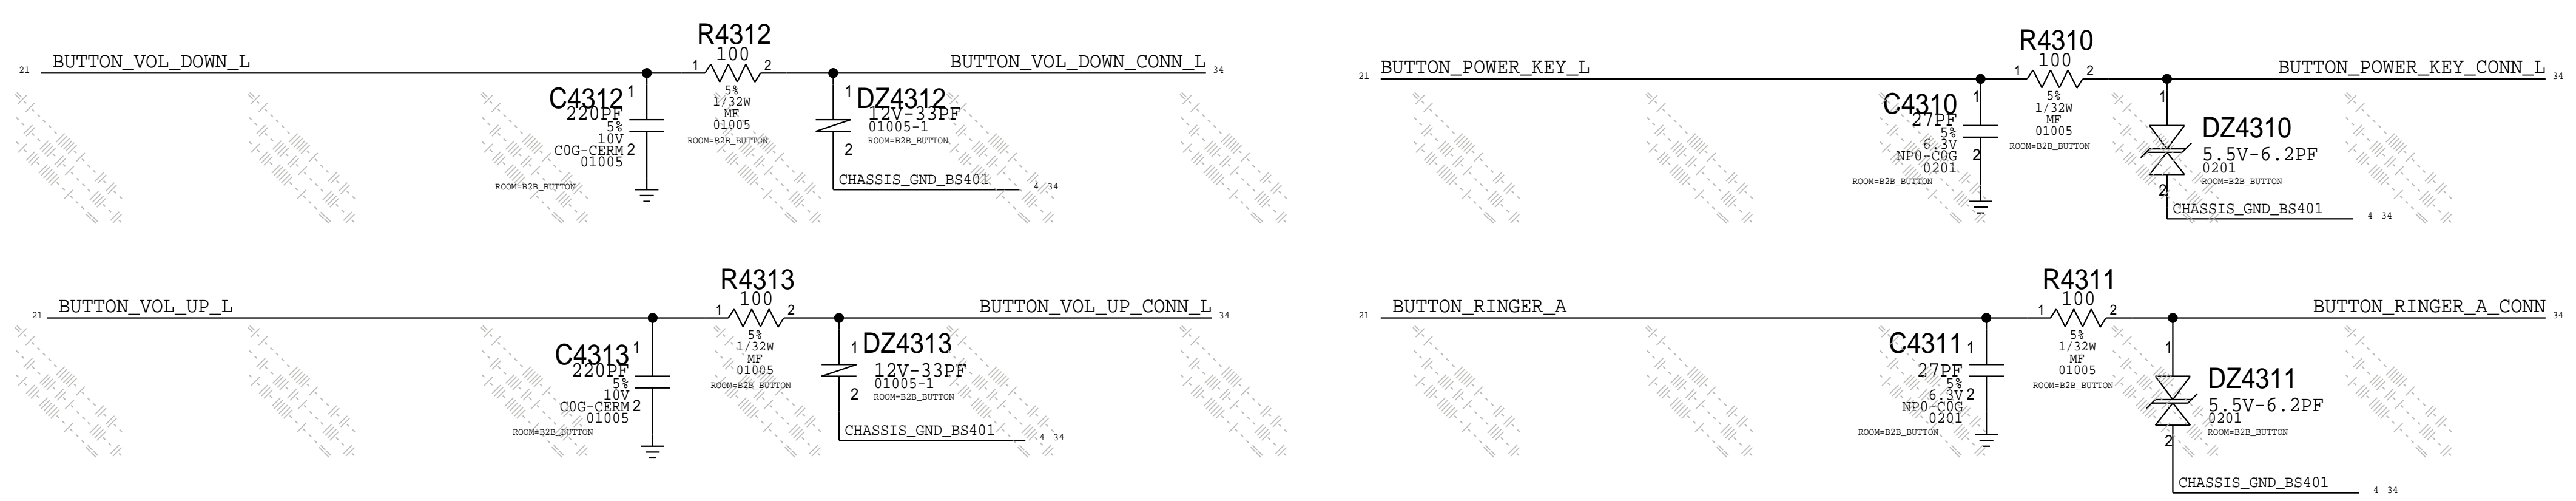 R4312
100
21 BUTTON_VOL_DOWN_L 1 2 BUTTON_VOL_DOWN_CONN_L 34
5%
1/32W
MF
01005
ROOM=B2B_BUTTON
C4312 1
220PF
5%
10V
C0G-CERM 2
01005
ROOM=B2B_BUTTON
1 DZ4312
12V-33PF
01005-1
2 ROOM=B2B_BUTTON
CHASSIS_GND_BS401 4 34
R4310
100
21 BUTTON_POWER_KEY_L 1 2 BUTTON_POWER_KEY_CONN_L 34
5%
1/32W
MF
01005
ROOM=B2B_BUTTON
C4310 1
27PF
5%
6.3V
NP0-C0G 2
0201
ROOM=B2B_BUTTON
1
DZ4310
5.5V-6.2PF
0201
ROOM=B2B_BUTTON
2
CHASSIS_GND_BS401 4 34
R4313
100
21 BUTTON_VOL_UP_L 1 2 BUTTON_VOL_UP_CONN_L 34
5%
1/32W
MF
01005
ROOM=B2B_BUTTON
C4313 1
220PF
5%
10V
C0G-CERM 2
01005
ROOM=B2B_BUTTON
1 DZ4313
12V-33PF
01005-1
2 ROOM=B2B_BUTTON
CHASSIS_GND_BS401 4 34
R4311
100
21 BUTTON_RINGER_A 1 2 BUTTON_RINGER_A_CONN 34
5%
1/32W
MF
01005
ROOM=B2B_BUTTON
C4311 1
27PF
5%
6.3V 2
NP0-C0G
0201
ROOM=B2B_BUTTON
1
DZ4311
5.5V-6.2PF
0201
ROOM=B2B_BUTTON
2
CHASSIS_GND_BS401 4 34